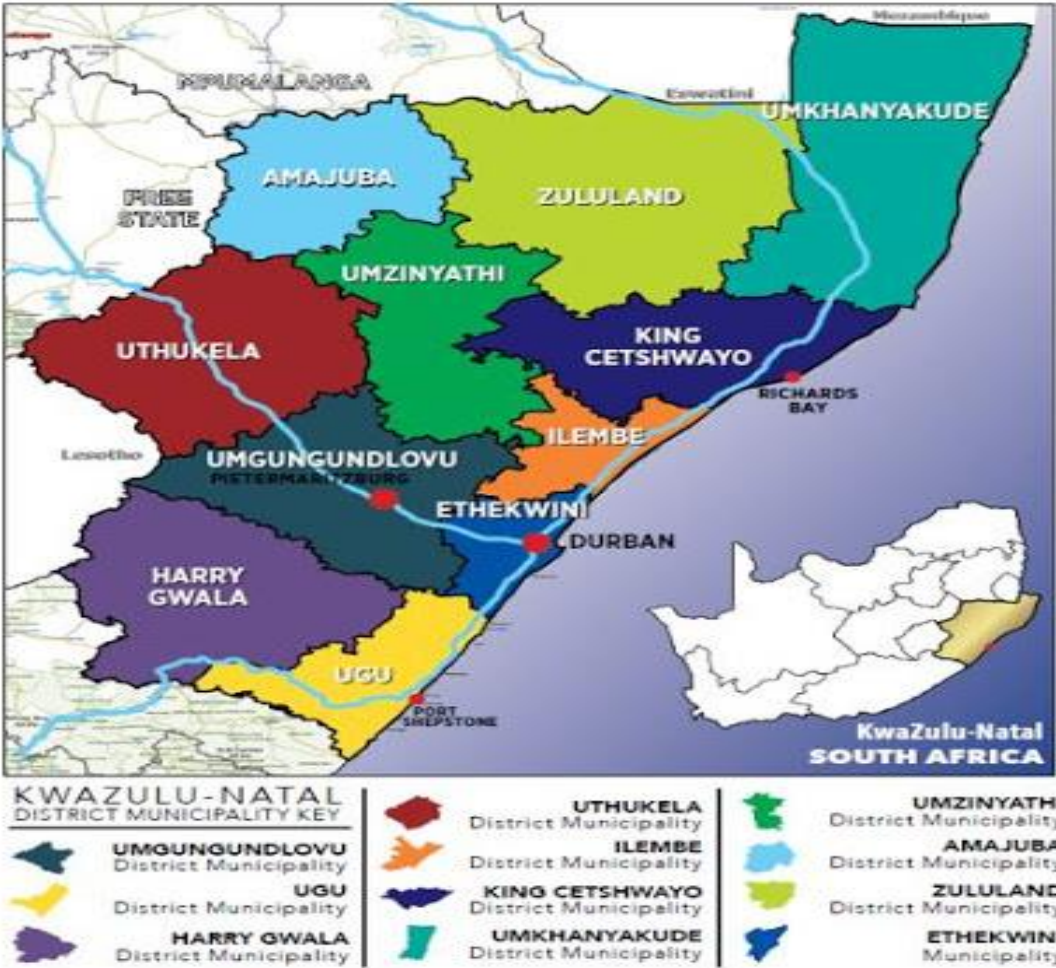 Mozambique
MPUMALANGA
Eswatini
UMKHANYAKUDE
AMAJUBA
ZULULAND
FREE
STATE
UMZINYATHI
KING
CETSHWAYO
UTHUKELA
RICHARDS
BAY
ILEMBE
Lesotho
UMGUNGUNDLOVU
PIETERMARITZBURG
ETHEKWINI
DURBAN
HARRY
GWALA
UGU
PORT
SHEPSTONE
KwaZulu-Natal
SOUTH AFRICA
KWAZULU-NATAL
DISTRICT MUNICIPALITY KEY
UMGUNGUNDLOVU
District Municipality
UGU
District Municipality
HARRY GWALA
District Municipality
UTHUKELA
District Municipality
ILEMBE
District Municipality
KING CETSHWAYO
District Municipality
UMKHANYAKUDE
District Municipality
UMZINYATHI
District Municipality
AMAJUBA
District Municipality
ZULULAND
District Municipality
ETHEKWINI
Municipality